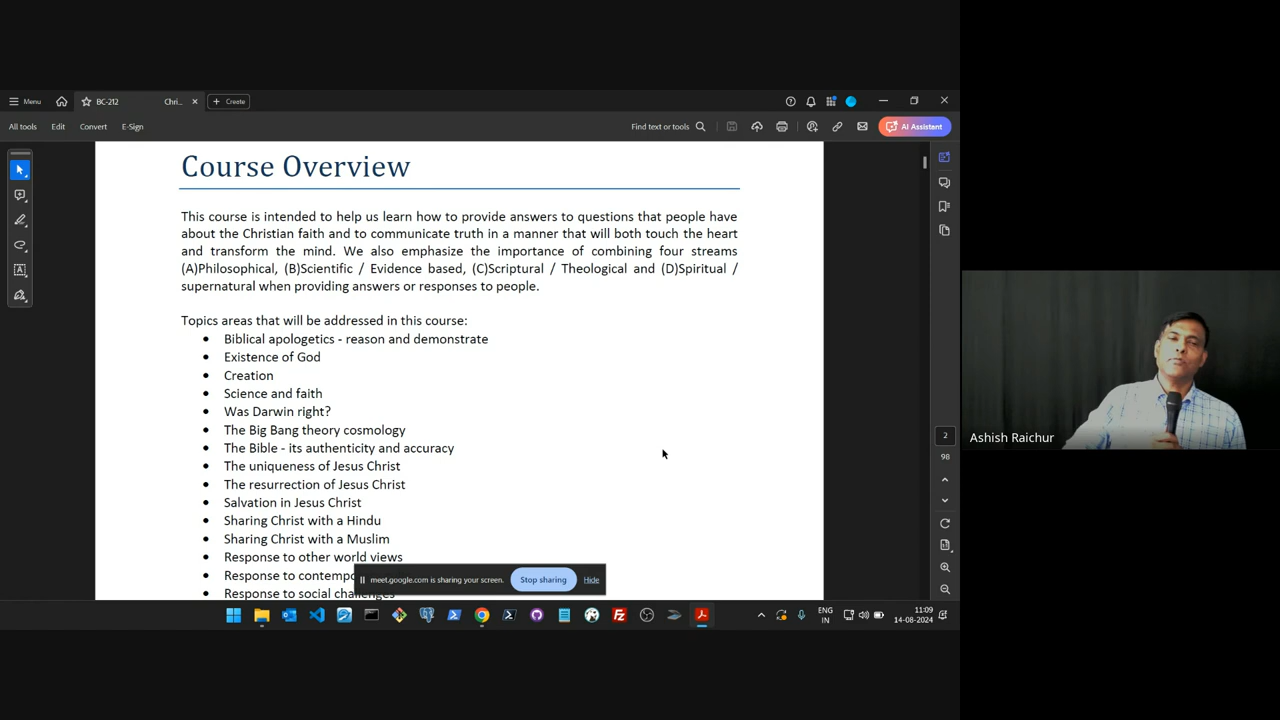 Menu
BC-212 Chri...
Create
All tools Edit Convert E-Sign
Find text or tools
AI Assistant
Course Overview
This course is intended to help us learn how to provide answers to questions that people have
about the Christian faith and to communicate truth in a manner that will both touch the heart
and transform the mind. We also emphasize the importance of combining four streams
(A)Philosophical, (B)Scientific / Evidence based, (C)Scriptural / Theological and (D)Spiritual /
supernatural when providing answers or responses to people.
Topics areas that will be addressed in this course:
• Biblical apologetics - reason and demonstrate
• Existence of God
• Creation
• Science and faith
• Was Darwin right?
• The Big Bang theory cosmology
• The Bible - its authenticity and accuracy
• The uniqueness of Jesus Christ
• The resurrection of Jesus Christ
• Salvation in Jesus Christ
• Sharing Christ with a Hindu
• Sharing Christ with a Muslim
• Response to other world views
• Response to contempo
• Response to social challenges
2
98
meet.google.com is sharing your screen. Stop sharing Hide
ENG
IN
11:09
14-08-2024
Ashish Raichur